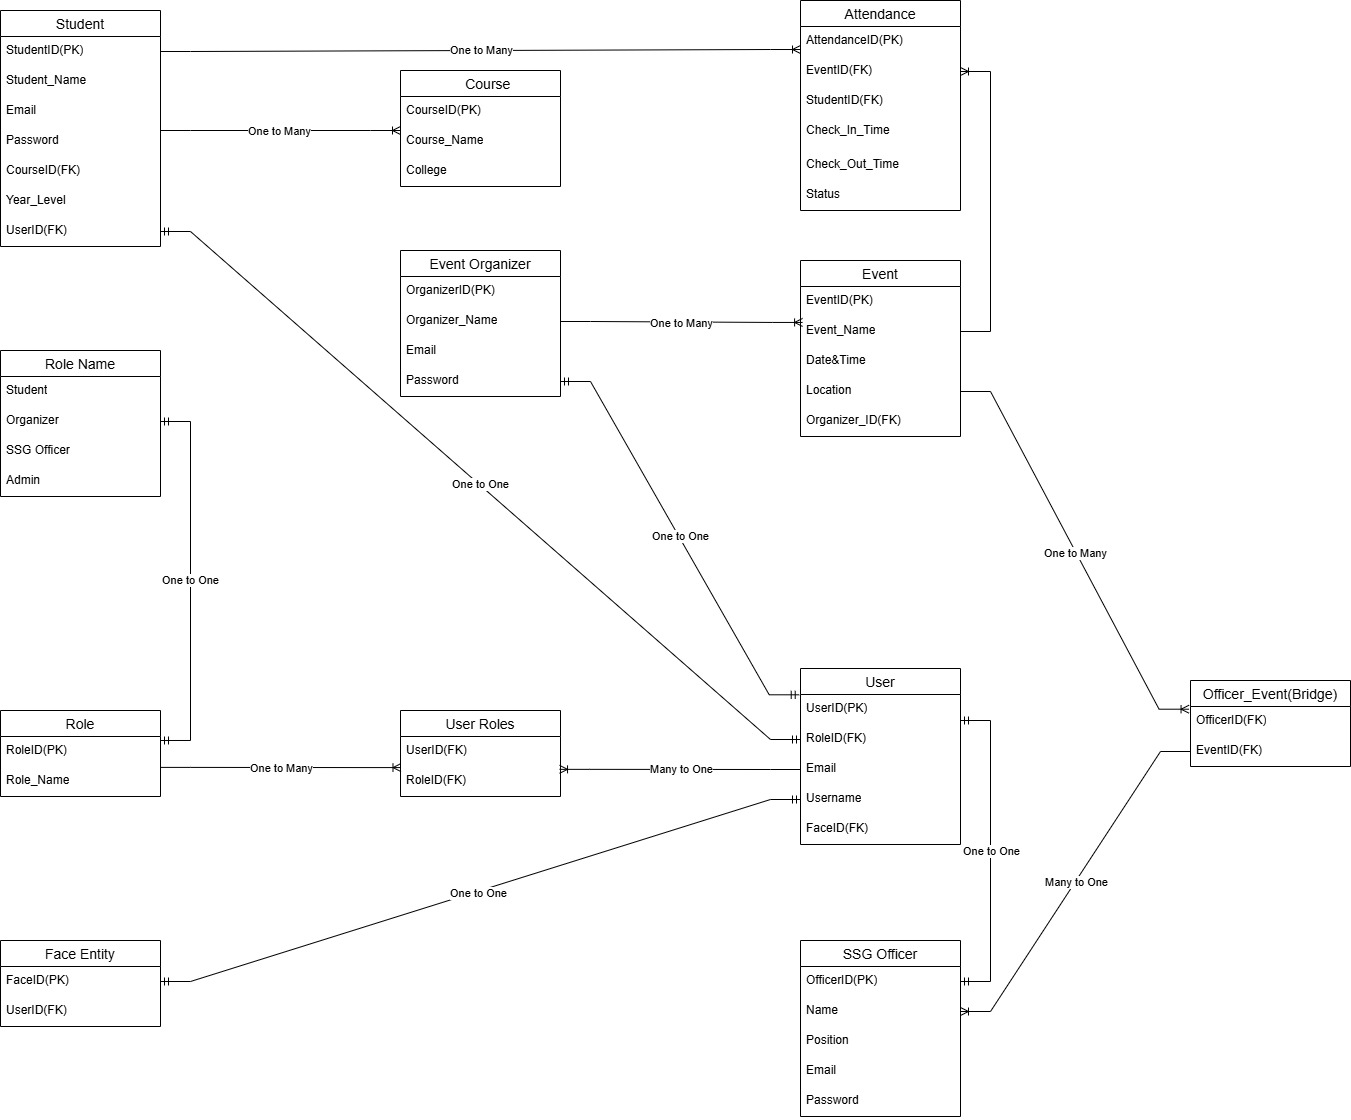 Student
StudentID(PK)
Student_Name
Email
Password
CourseID(FK)
Year_Level
UserID(FK)
One to Many
One to Many
Course
CourseID(PK)
Course_Name
College
Attendance
AttendanceID(PK)
EventID(FK)
StudentID(FK)
Check_In_Time
Check_Out_Time
Status
Event Organizer
OrganizerID(PK)
Organizer_Name
Email
Password
One to Many
Event
EventID(PK)
Event_Name
Date&Time
Location
Organizer_ID(FK)
Role Name
Student
Organizer
SSG Officer
Admin
One to One
One to One
One to One
One to Many
Role
RoleID(PK)
Role_Name
One to Many
User Roles
UserID(FK)
RoleID(FK)
Many to One
User
UserID(PK)
RoleID(FK)
Email
Username
FaceID(FK)
Officer_Event(Bridge)
OfficerID(FK)
EventID(FK)
One to One
One to One
Many to One
Face Entity
FaceID(PK)
UserID(FK)
SSG Officer
OfficerID(PK)
Name
Position
Email
Password